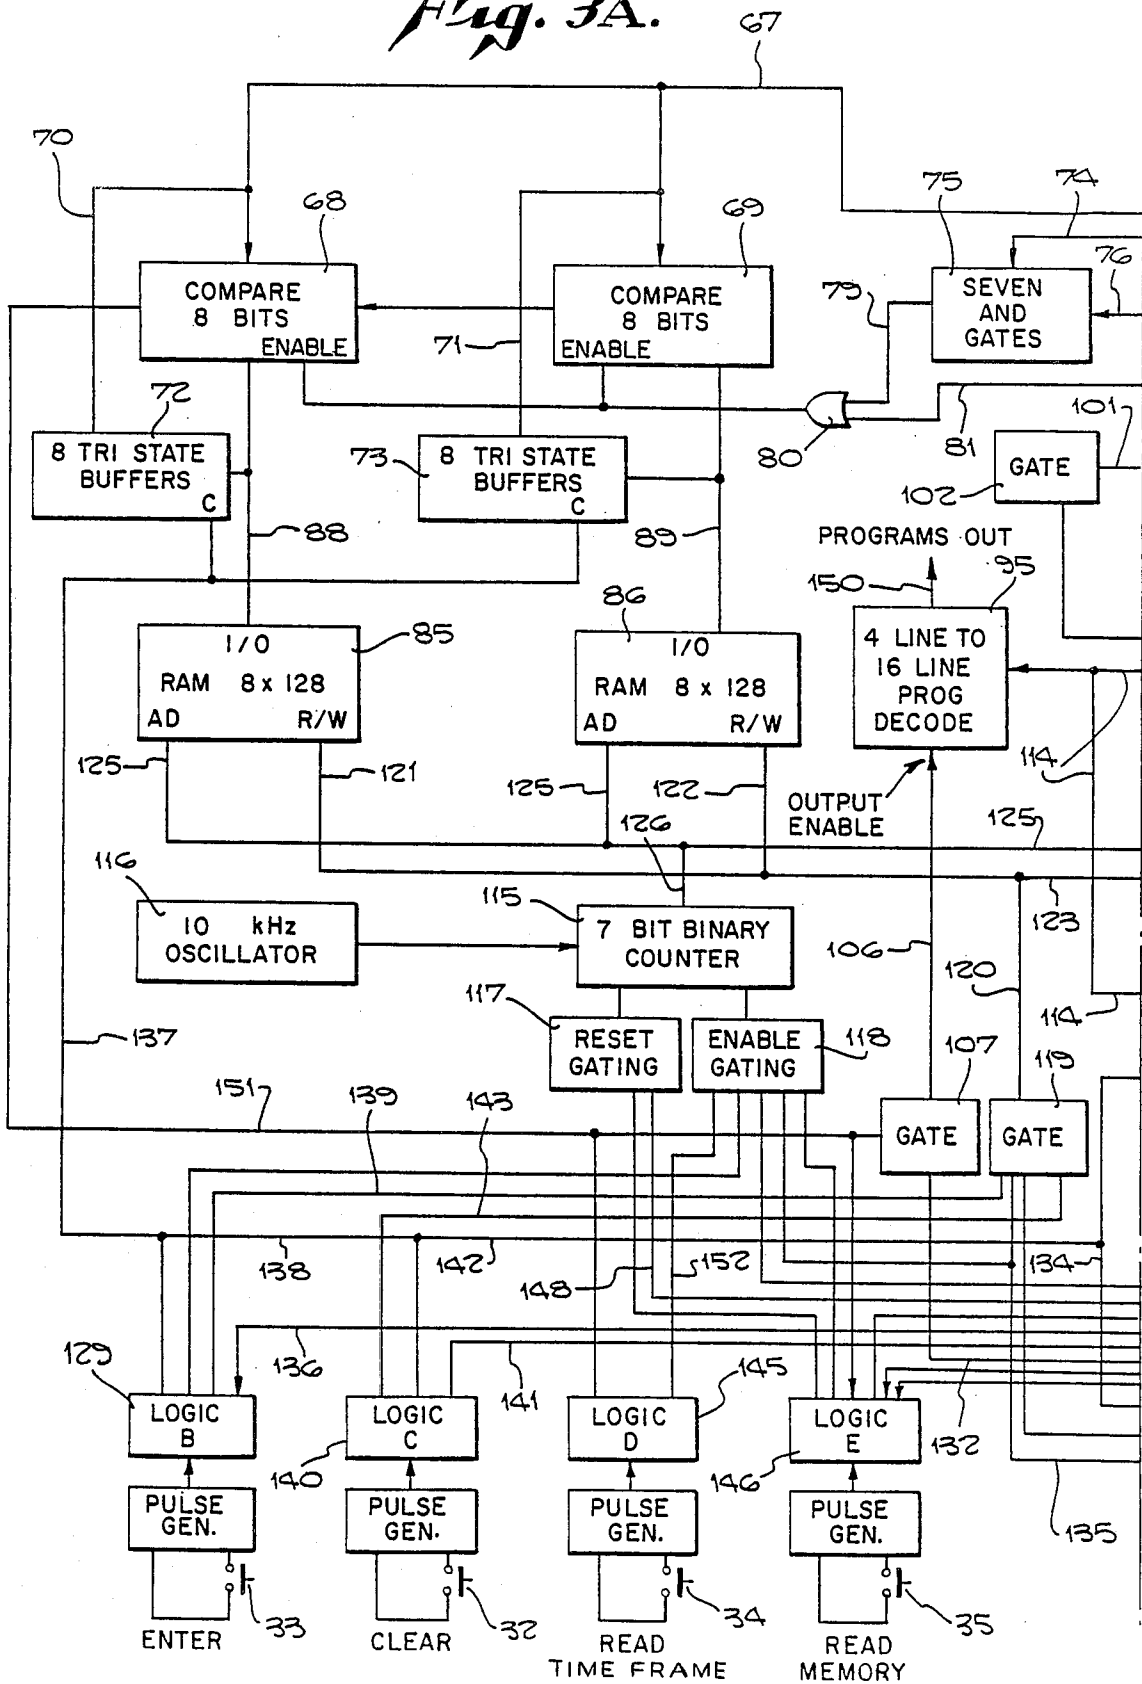 Fig. 3A.
67
70
68
69
75
74
76
COMPARE
8 BITS
ENABLE
COMPARE
8 BITS
ENABLE
SEVEN
AND
GATES
79
71
72
8 TRI STATE
BUFFERS
C
73
8 TRI STATE
BUFFERS
C
80
81
101
GATE
102
88
89
PROGRAMS OUT
150
95
85
86
I/O
RAM 8 x 128
AD R/W
I/O
RAM 8 x 128
AD R/W
4 LINE TO
16 LINE
PROG
DECODE
125
121
125
122
114
OUTPUT
ENABLE
125
126
116
115
123
10 kHz
OSCILLATOR
7 BIT BINARY
COUNTER
106
120
114
117
RESET
GATING
ENABLE
GATING
118
137
107
119
151
139
143
GATE
GATE
138
142
148
152
134
136
141
129
LOGIC
B
LOGIC
C
140
LOGIC
D
145
LOGIC
E
146
132
135
PULSE
GEN.
PULSE
GEN.
PULSE
GEN.
PULSE
GEN.
33
32
34
35
ENTER
CLEAR
READ
TIME FRAME
READ
MEMORY